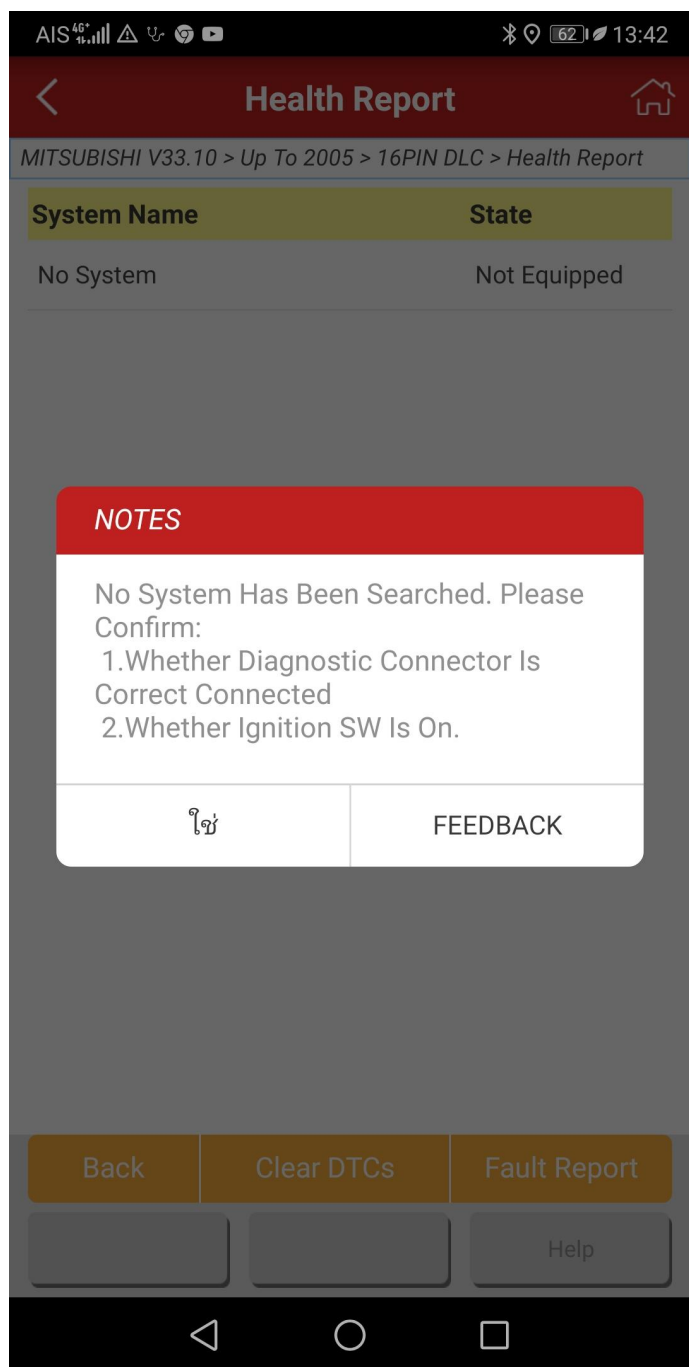 AIS 4G+ 62 13:42
Health Report
MITSUBISHI V33.10 > Up To 2005 > 16PIN DLC > Health Report
System Name State
No System Not Equipped
NOTES
No System Has Been Searched. Please
Confirm:
1.Whether Diagnostic Connector Is
Correct Connected
2.Whether Ignition SW Is On.
ใช่ FEEDBACK
Back Clear DTCs Fault Report
Help